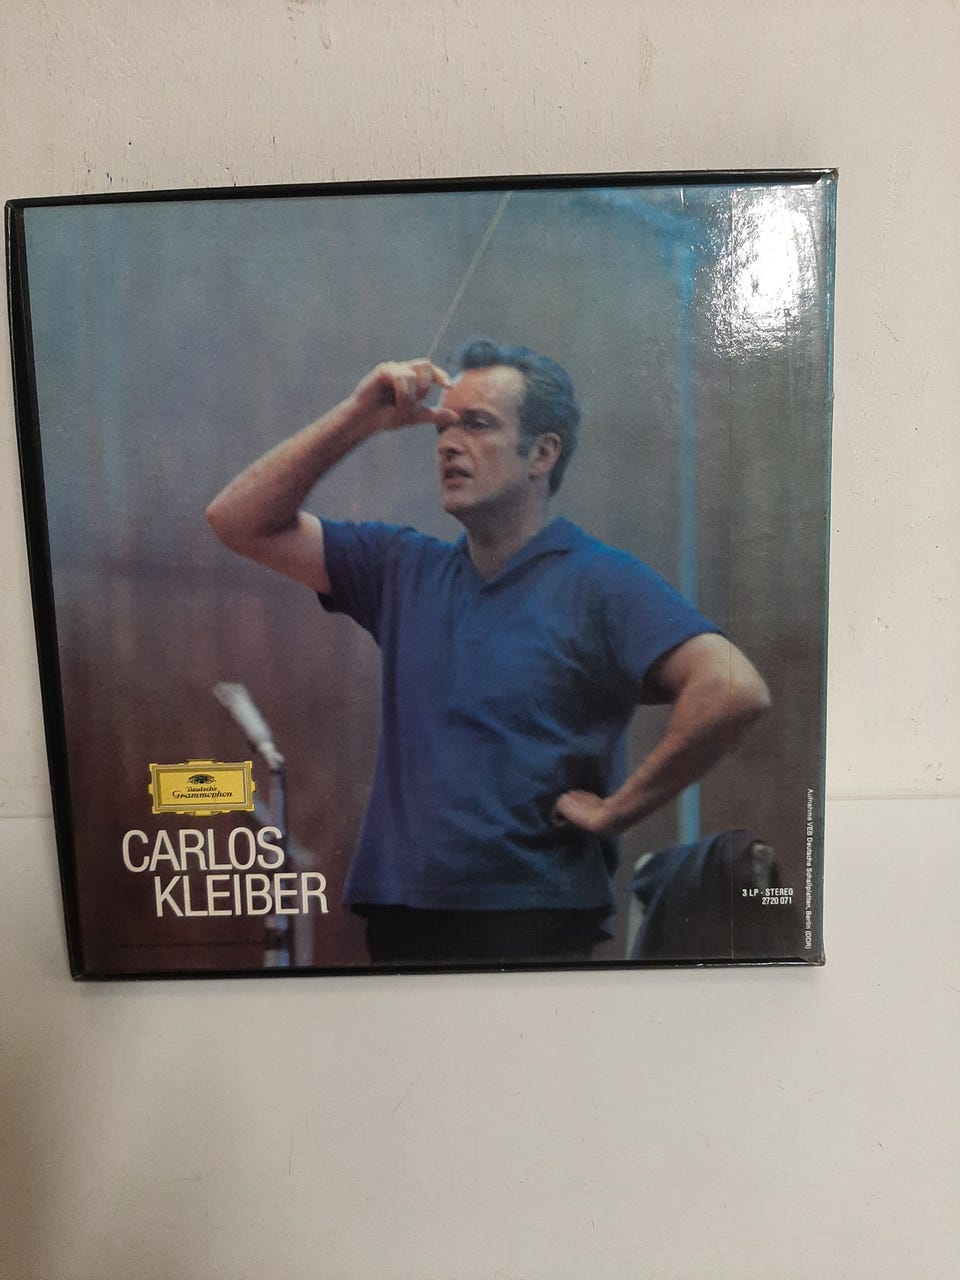 Deutsche
Grammophon
CARLOS
KLEIBER
3 LP - STEREO
2720 071
Aufnahme VEB Deutsche Schallplatten, Berlin (DDR)